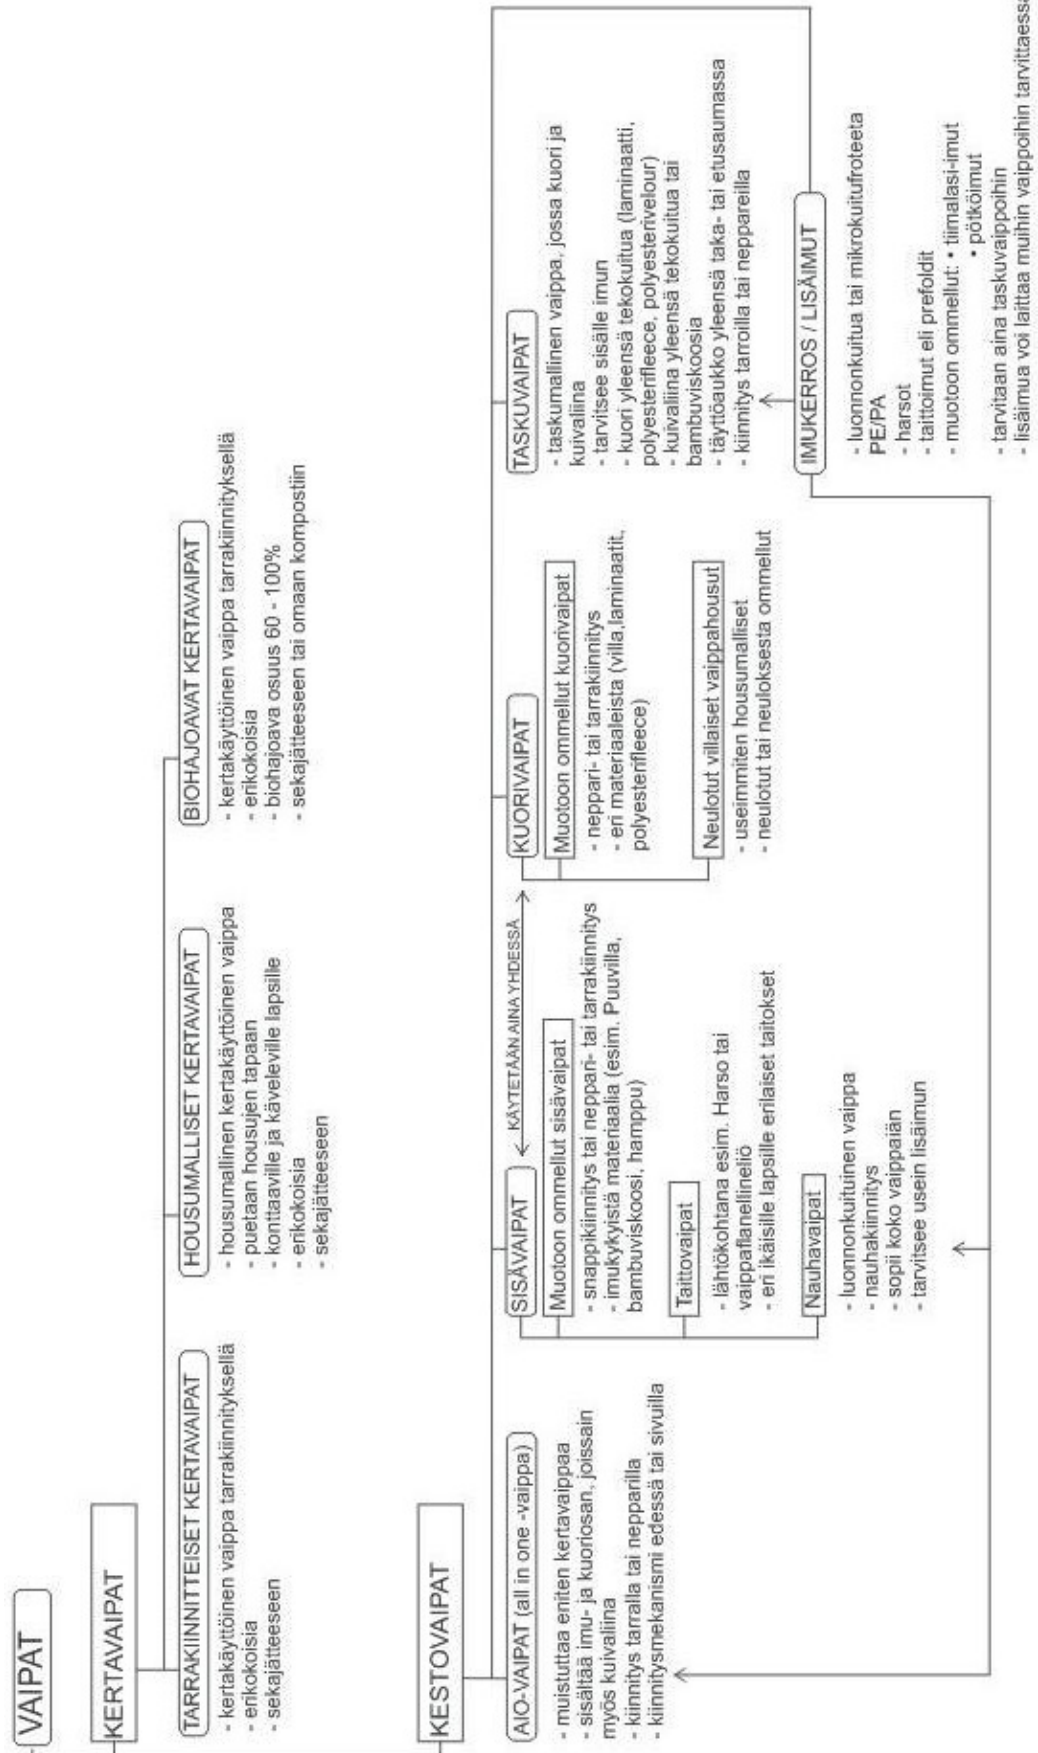 VAIPAT
KERTAVAIPAT
TARRAKIINNITTEISET KERTAVAIPAT
- kertakäyttöinen vaippa tarrakiinnityksellä
- erikokoisia
- sekajätteeseen
HOUSUMALLISET KERTAVAIPAT
- housumallinen kertakäyttöinen vaippa
- puetaan housujen tapaan
- konttaaville ja käveleville lapsille
- erikokoisia
- sekajätteeseen
BIOHAJOAVAT KERTAVAIPAT
- kertakäyttöinen vaippa tarrakiinnityksellä
- erikokoisia
- biohajoava osuus 60 - 100%
- sekajätteeseen tai omaan kompostiin
KESTOVAIPAT
AIO-VAIPAT (all in one -vaippa)
- muistuttaa eniten kertavaippaa
- sisältää imu- ja kuoriosan, joissain
myös kuivaliina
- kiinnitys tarralla tai nepparilla
- kiinnitysmekanismi edessä tai sivuilla
SISÄVAIPAT
Muotoon ommellut sisävaipat
- snappikiinnitys tai neppari- tai tarrakiinnitys
- imukykyistä materiaalia (esim. Puuvilla,
bambuviskoosi, hamppu)
Taittovaipat
- lähtökohtana esim. Harso tai
vaippaflanellineliö
- eri ikäisille lapsille erilaiset taitokset
Nauhavaipat
- luonnonkuituinen vaippa
- nauhakiinnitys
- sopii koko vaippaiän
- tarvitsee usein lisäimun
KÄYTETÄÄN AINA YHDESSÄ
KUORIVAIPAT
Muotoon ommellut kuorivaipat
- neppari- tai tarrakiinnitys
- eri materiaaleista (villa,laminaatit,
polyesterifleece)
Neulotut villaiset vaippahousut
- useimmiten housumalliset
- neulotut tai neuloksesta ommellut
TASKUVAIPAT
- taskumallinen vaippa, jossa kuori ja
kuivaliina
- tarvitsee sisälle imun
- kuori yleensä tekokuitua (laminaatti,
polyesterifleece, polyesterivelour)
- kuivaliina yleensä tekokuitua tai
bambuviskoosia
- täyttöaukko yleensä taka- tai etusaumassa
- kiinnitys tarroilla tai neppareilla
IMUKERROS / LISÄIMUT
- luonnonkuitua tai mikrokuitufroteeta
PE/PA
- harsot
- taittoimut eli prefoldit
- muotoon ommellut: • tiimalasi-imut
• pötköimut
- tarvitaan aina taskuvaippoihin
- lisäimua voi laittaa muihin vaippoihin tarvittaessa